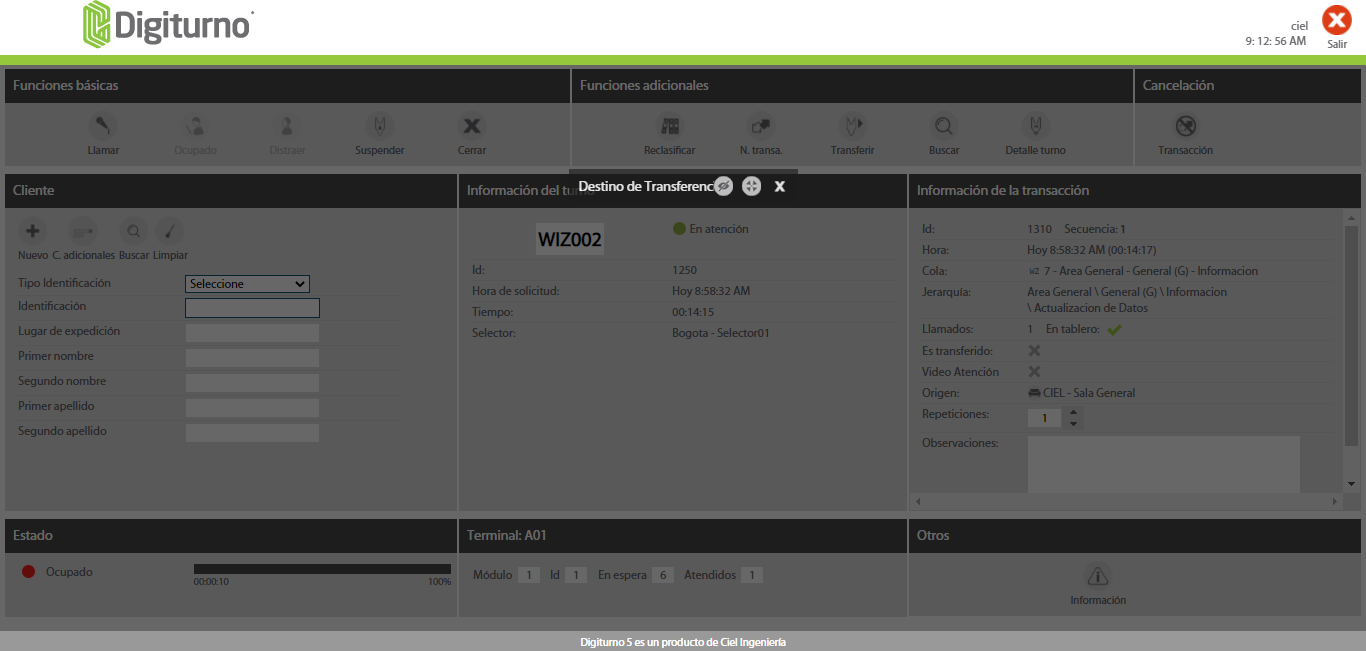 Digiturno
ciel
9: 12: 56 AM
Salir
Funciones básicas
Llamar
Ocupado
Distraer
Suspender
Cerrar
Funciones adicionales
Reclasificar
N. transa.
Transferir
Buscar
Detalle turno
Cancelación
Transacción
Destino de Transferenc
X
Cliente
Nuevo C. adicionales Buscar Limpiar
Tipo Identificación Seleccione
Identificación
Lugar de expedición
Primer nombre
Segundo nombre
Primer apellido
Segundo apellido
Información del tu
WIZ002
En atención
Id: 1250
Hora de solicitud: Hoy 8:58:32 AM
Tiempo: 00:14:15
Selector: Bogota - Selector01
Información de la transacción
Id: 1310 Secuencia: 1
Hora: Hoy 8:58:32 AM (00:14:17)
Cola: WZ 7 - Area General - General (G) - Informacion
Jerarquía: Area General \ General (G) \ Informacion
\ Actualizacion de Datos
Llamados: 1 En tablero:
Es transferido:
Video Atención
Origen: CIEL - Sala General
Repeticiones: 1
Observaciones:
Estado
Ocupado
00:00:10 100%
Terminal: A01
Módulo 1 Id 1 En espera 6 Atendidos 1
Otros
Información
Digiturno 5 es un producto de Ciel Ingeniería